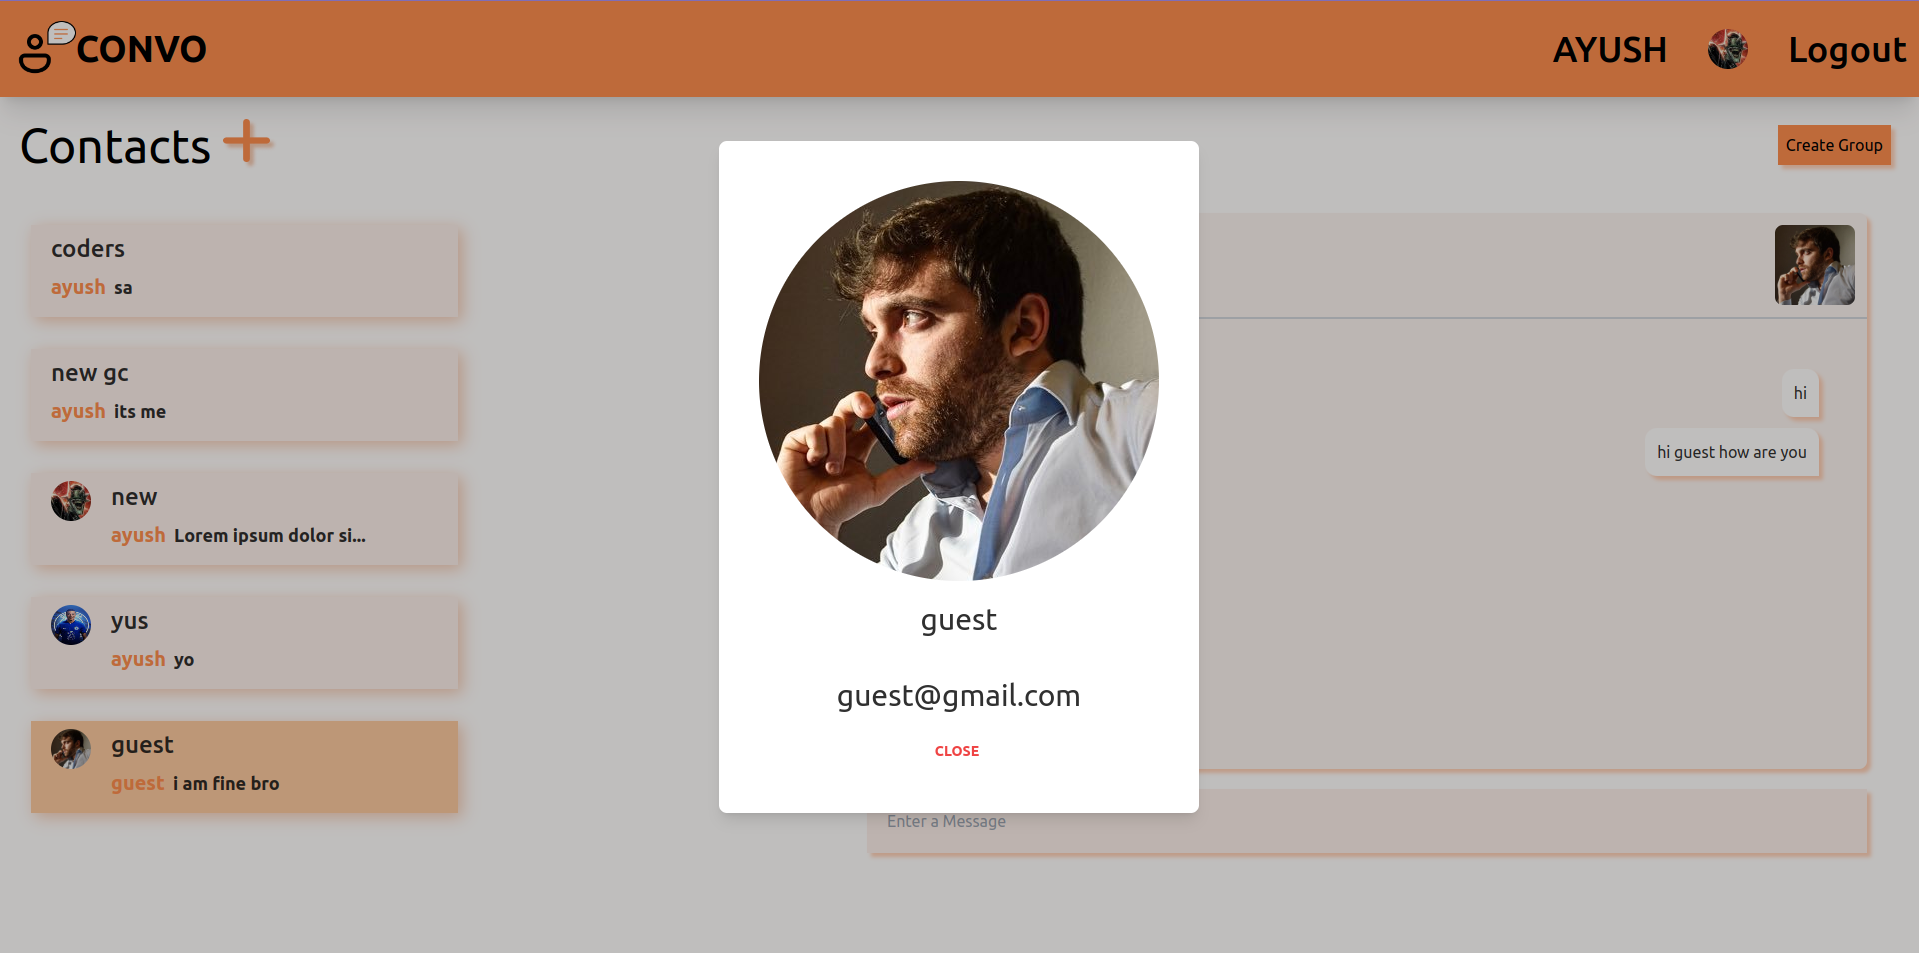 CONVO
AYUSH
Logout
Contacts
Create Group
coders
ayush sa
new gc
ayush its me
new
ayush Lorem ipsum dolor si...
yus
ayush yo
guest
guest i am fine bro
hi
hi guest how are you
Enter a Message
guest
guest@gmail.com
CLOSE